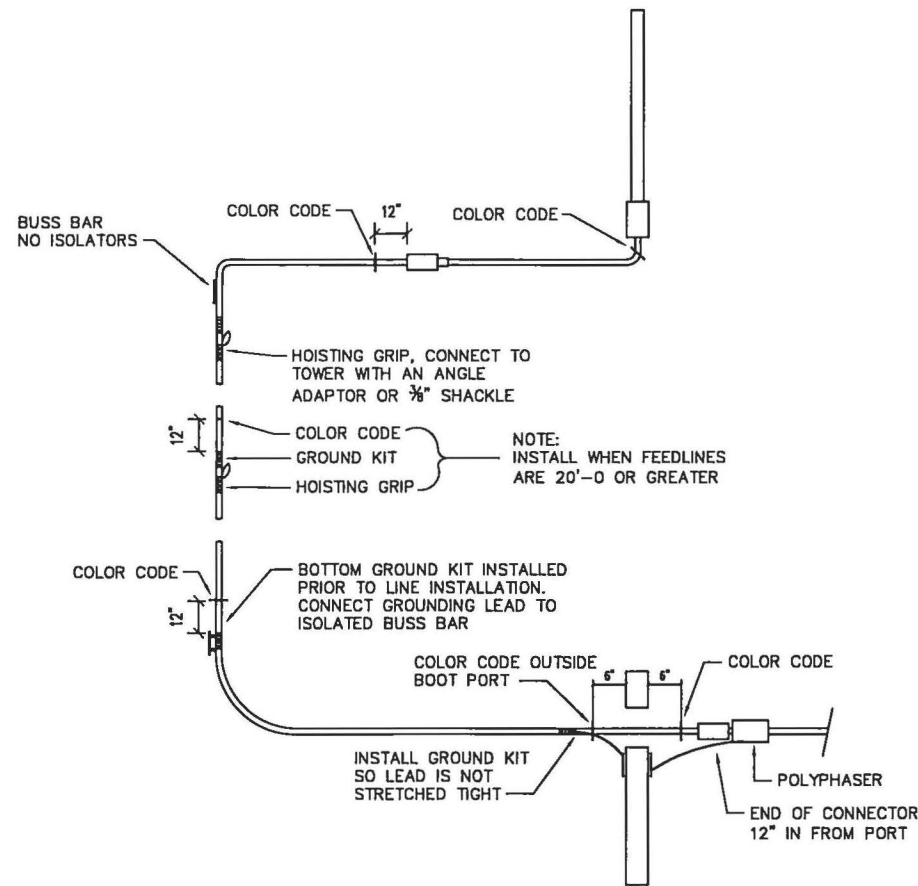 COLOR CODE
12"
COLOR CODE
BUSS BAR
NO ISOLATORS
HOISTING GRIP, CONNECT TO
TOWER WITH AN ANGLE
ADAPTOR OR ⅜" SHACKLE
12"
COLOR CODE
GROUND KIT
HOISTING GRIP
NOTE:
INSTALL WHEN FEEDLINES
ARE 20'-0 OR GREATER
COLOR CODE
12"
BOTTOM GROUND KIT INSTALLED
PRIOR TO LINE INSTALLATION.
CONNECT GROUNDING LEAD TO
ISOLATED BUSS BAR
COLOR CODE OUTSIDE
BOOT PORT
6"
6"
COLOR CODE
INSTALL GROUND KIT
SO LEAD IS NOT
STRETCHED TIGHT
POLYPHASER
END OF CONNECTOR
12" IN FROM PORT